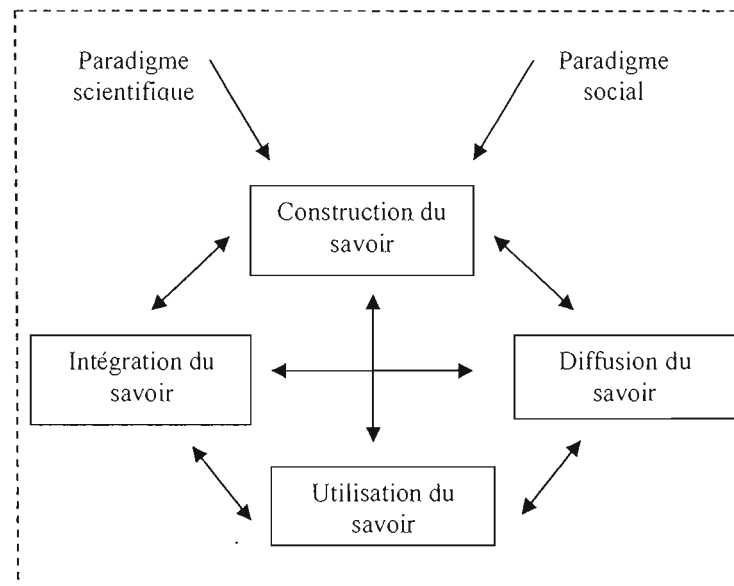 Paradigme
scientifique
Paradigme
social
Construction du
savoir
Intégration du
savoir
Diffusion du
savoir
Utilisation du
savoir